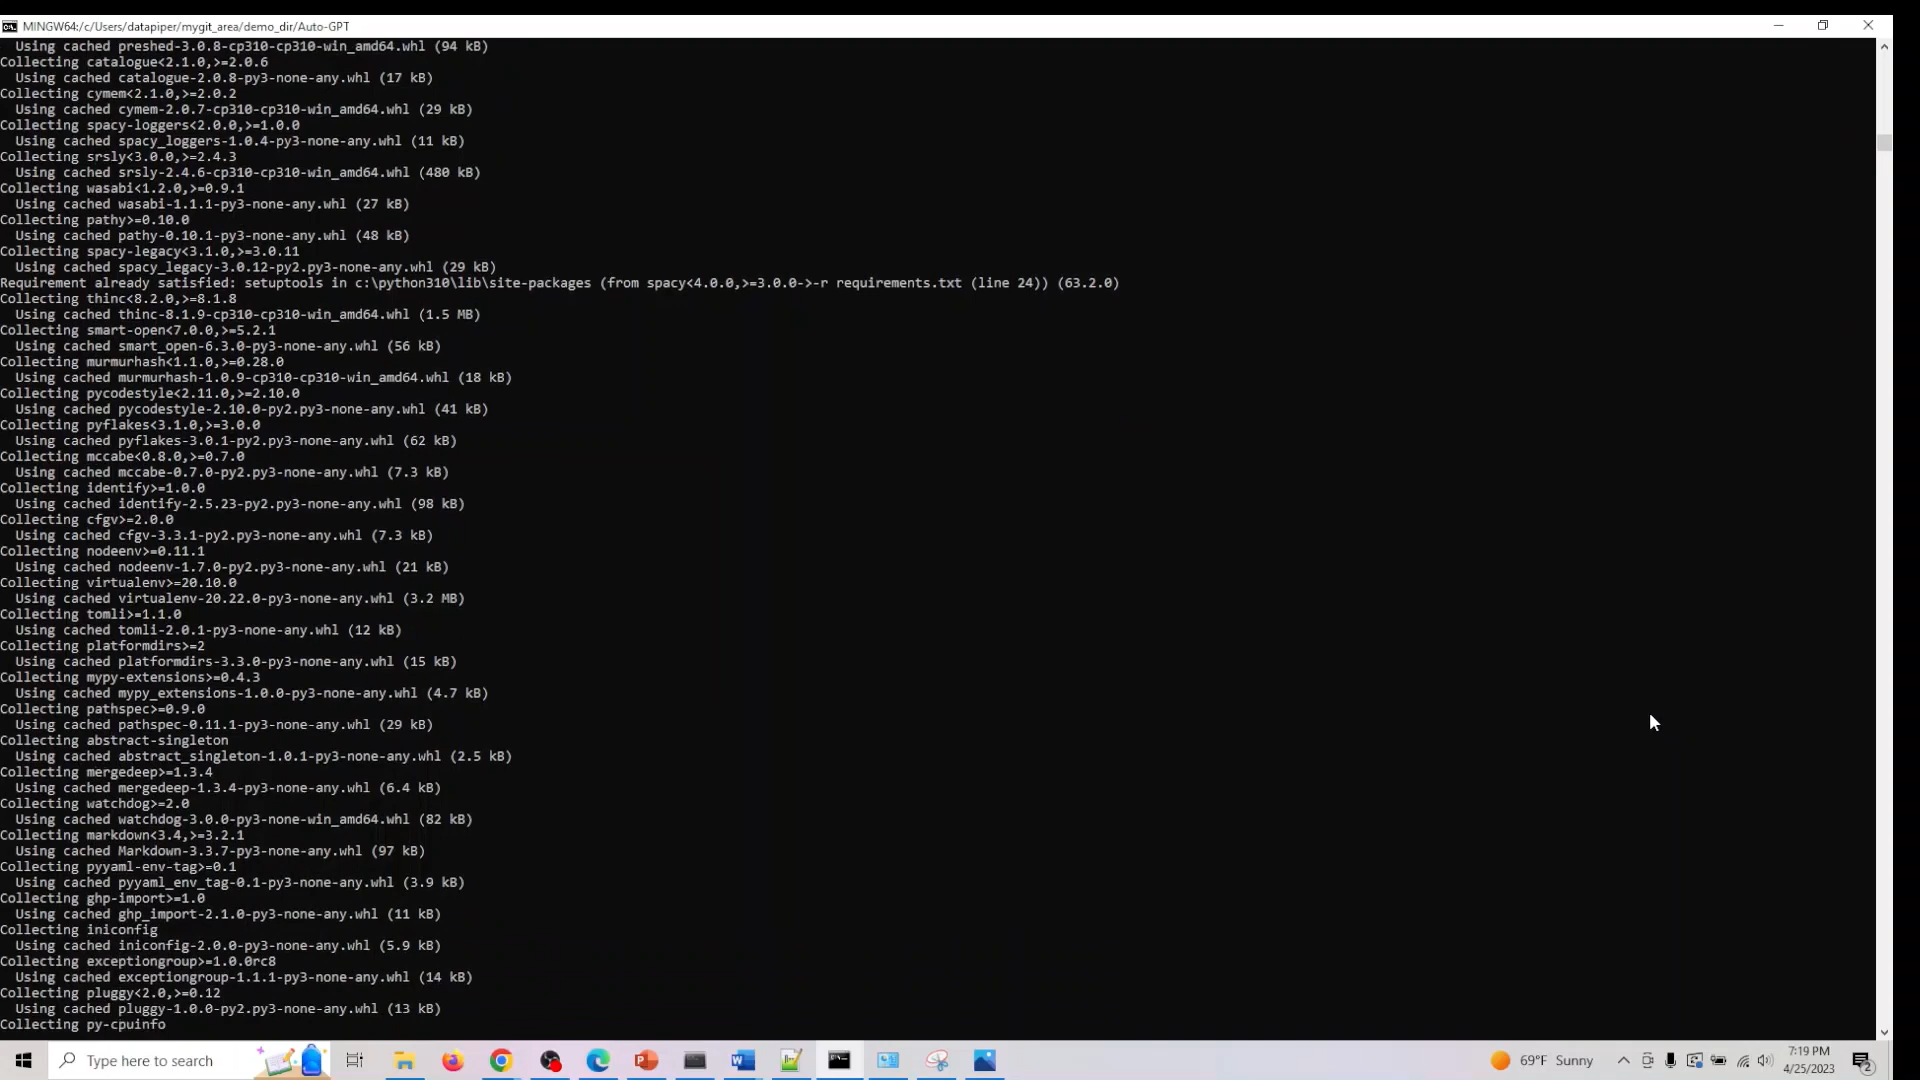 MINGW64:/c/Users/datapiper/mygit_area/demo_dir/Auto-GPT
Using cached preshed-3.0.8-cp310-cp310-win_amd64.whl (94 kB)
Collecting catalogue<2.1.0,>=2.0.6
Using cached catalogue-2.0.8-py3-none-any.whl (17 kB)
Collecting cymem<2.1.0,>=2.0.2
Using cached cymem-2.0.7-cp310-cp310-win_amd64.whl (29 kB)
Collecting spacy-loggers<2.0.0,>=1.0.0
Using cached spacy_loggers-1.0.4-py3-none-any.whl (11 kB)
Collecting srsly<3.0.0,>=2.4.3
Using cached srsly-2.4.6-cp310-cp310-win_amd64.whl (480 kB)
Collecting wasabi<1.2.0,>=0.9.1
Using cached wasabi-1.1.1-py3-none-any.whl (27 kB)
Collecting pathy>=0.10.0
Using cached pathy-0.10.1-py3-none-any.whl (48 kB)
Collecting spacy-legacy<3.1.0,>=3.0.11
Using cached spacy_legacy-3.0.12-py2.py3-none-any.whl (29 kB)
Requirement already satisfied: setuptools in c:\python310\lib\site-packages (from spacy<4.0.0,>=3.0.0->-r requirements.txt (line 24)) (63.2.0)
Collecting thinc<8.2.0,>=8.1.8
Using cached thinc-8.1.9-cp310-cp310-win_amd64.whl (1.5 MB)
Collecting smart-open<7.0.0,>=5.2.1
Using cached smart_open-6.3.0-py3-none-any.whl (56 kB)
Collecting murmurhash<1.1.0,>=0.28.0
Using cached murmurhash-1.0.9-cp310-cp310-win_amd64.whl (18 kB)
Collecting pycodestyle<2.11.0,>=2.10.0
Using cached pycodestyle-2.10.0-py2.py3-none-any.whl (41 kB)
Collecting pyflakes<3.1.0,>=3.0.0
Using cached pyflakes-3.0.1-py2.py3-none-any.whl (62 kB)
Collecting mccabe<0.8.0,>=0.7.0
Using cached mccabe-0.7.0-py2.py3-none-any.whl (7.3 kB)
Collecting identify>=1.0.0
Using cached identify-2.5.23-py2.py3-none-any.whl (98 kB)
Collecting cfgv>=2.0.0
Using cached cfgv-3.3.1-py2.py3-none-any.whl (7.3 kB)
Collecting nodeenv>=0.11.1
Using cached nodeenv-1.7.0-py2.py3-none-any.whl (21 kB)
Collecting virtualenv>=20.10.0
Using cached virtualenv-20.22.0-py3-none-any.whl (3.2 MB)
Collecting tomli>=1.1.0
Using cached tomli-2.0.1-py3-none-any.whl (12 kB)
Collecting platformdirs>=2
Using cached platformdirs-3.3.0-py3-none-any.whl (15 kB)
Collecting mypy-extensions>=0.4.3
Using cached mypy_extensions-1.0.0-py3-none-any.whl (4.7 kB)
Collecting pathspec>=0.9.0
Using cached pathspec-0.11.1-py3-none-any.whl (29 kB)
Collecting abstract-singleton
Using cached abstract_singleton-1.0.1-py3-none-any.whl (2.5 kB)
Collecting mergedeep>=1.3.4
Using cached mergedeep-1.3.4-py3-none-any.whl (6.4 kB)
Collecting watchdog>=2.0
Using cached watchdog-3.0.0-py3-none-win_amd64.whl (82 kB)
Collecting markdown<3.4,>=3.2.1
Using cached Markdown-3.3.7-py3-none-any.whl (97 kB)
Collecting pyyaml-env-tag>=0.1
Using cached pyyaml_env_tag-0.1-py3-none-any.whl (3.9 kB)
Collecting ghp-import>=1.0
Using cached ghp_import-2.1.0-py3-none-any.whl (11 kB)
Collecting iniconfig
Using cached iniconfig-2.0.0-py3-none-any.whl (5.9 kB)
Collecting exceptiongroup>=1.0.0rc8
Using cached exceptiongroup-1.1.1-py3-none-any.whl (14 kB)
Collecting pluggy<2.0,>=0.12
Using cached pluggy-1.0.0-py2.py3-none-any.whl (13 kB)
Collecting py-cpuinfo
Type here to search
69°F Sunny
7:19 PM
4/25/2023
2